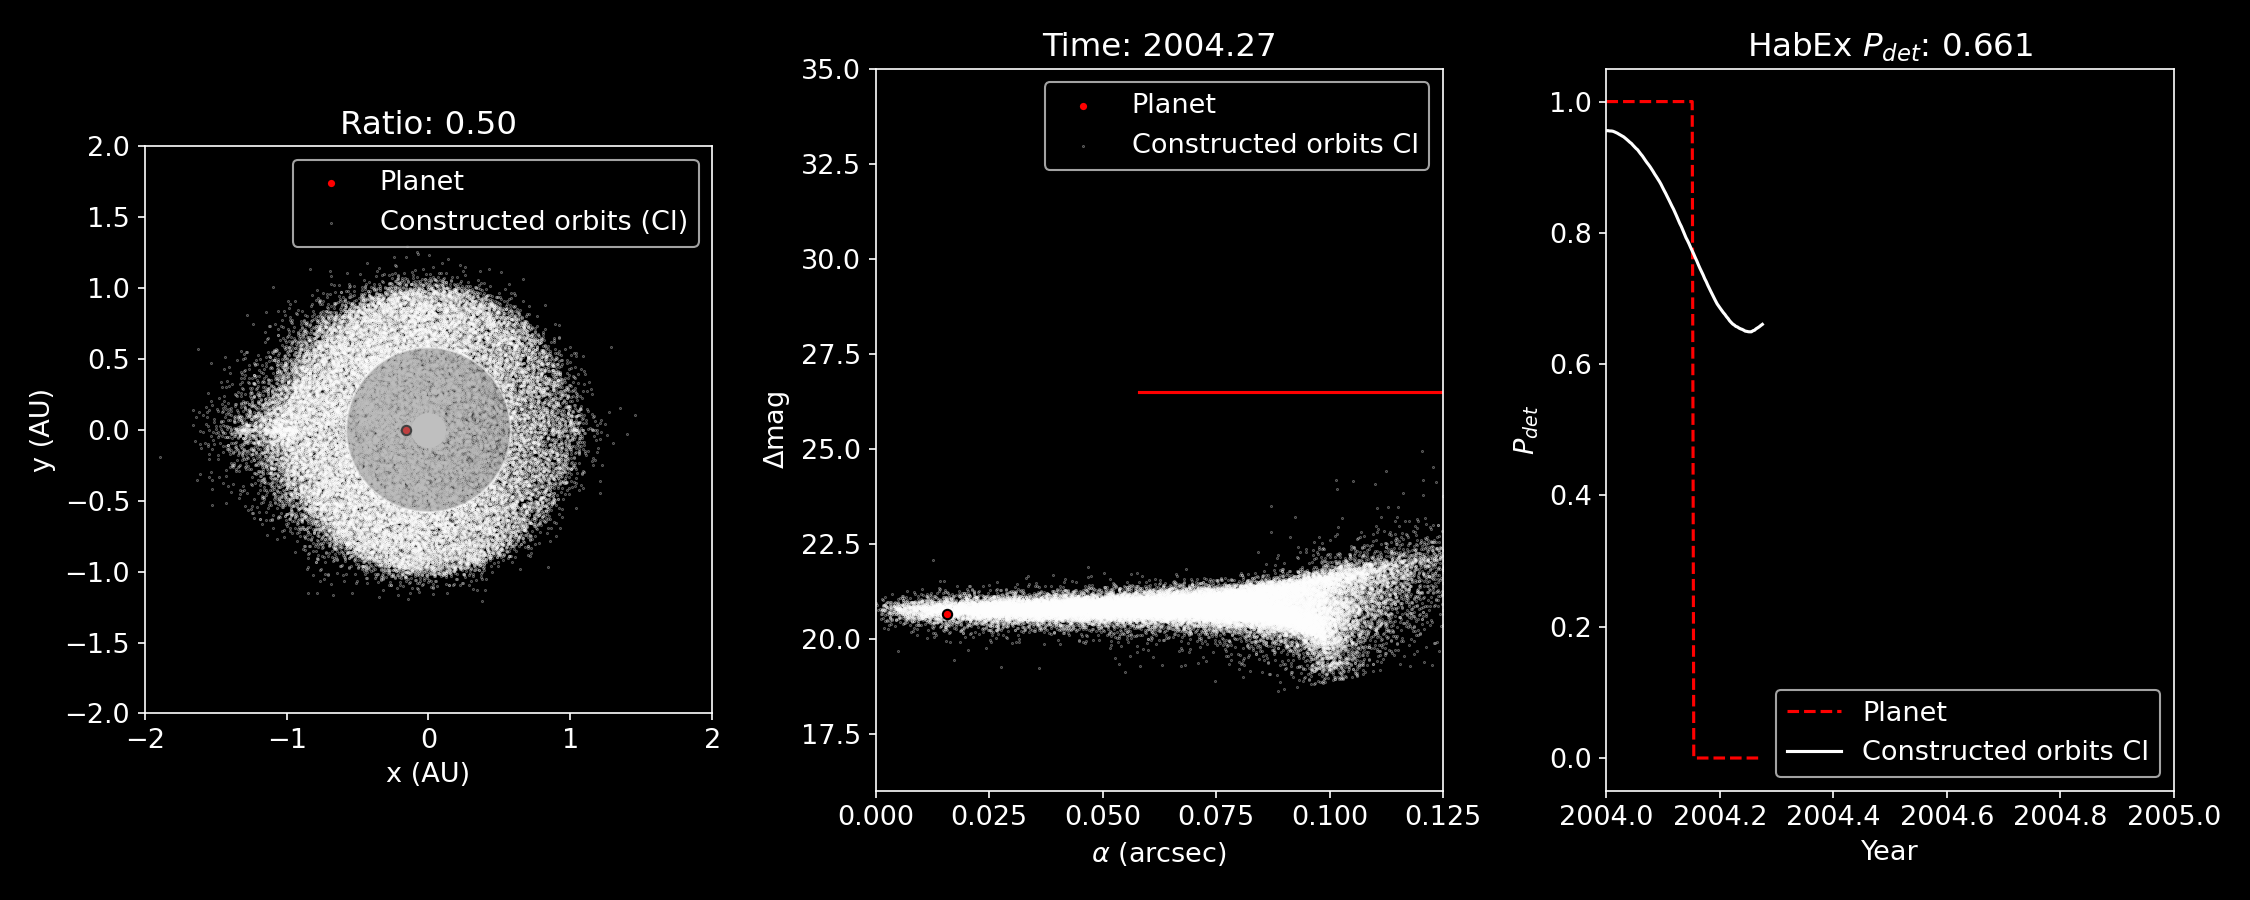 Ratio: 0.50
2.0
1.5
1.0
0.5
0.0
−0.5
−1.0
−1.5
−2.0
y (AU)
Planet
Constructed orbits (CI)
−2
−1
0
1
2
x (AU)
Time: 2004.27
35.0
32.5
30.0
27.5
25.0
22.5
20.0
17.5
Δmag
Planet
Constructed orbits CI
0.000
0.025
0.050
0.075
0.100
0.125
α (arcsec)
HabEx P_det: 0.661
1.0
0.8
0.6
0.4
0.2
0.0
P_det
Planet
Constructed orbits CI
2004.0
2004.2
2004.4
2004.6
2004.8
2005.0
Year